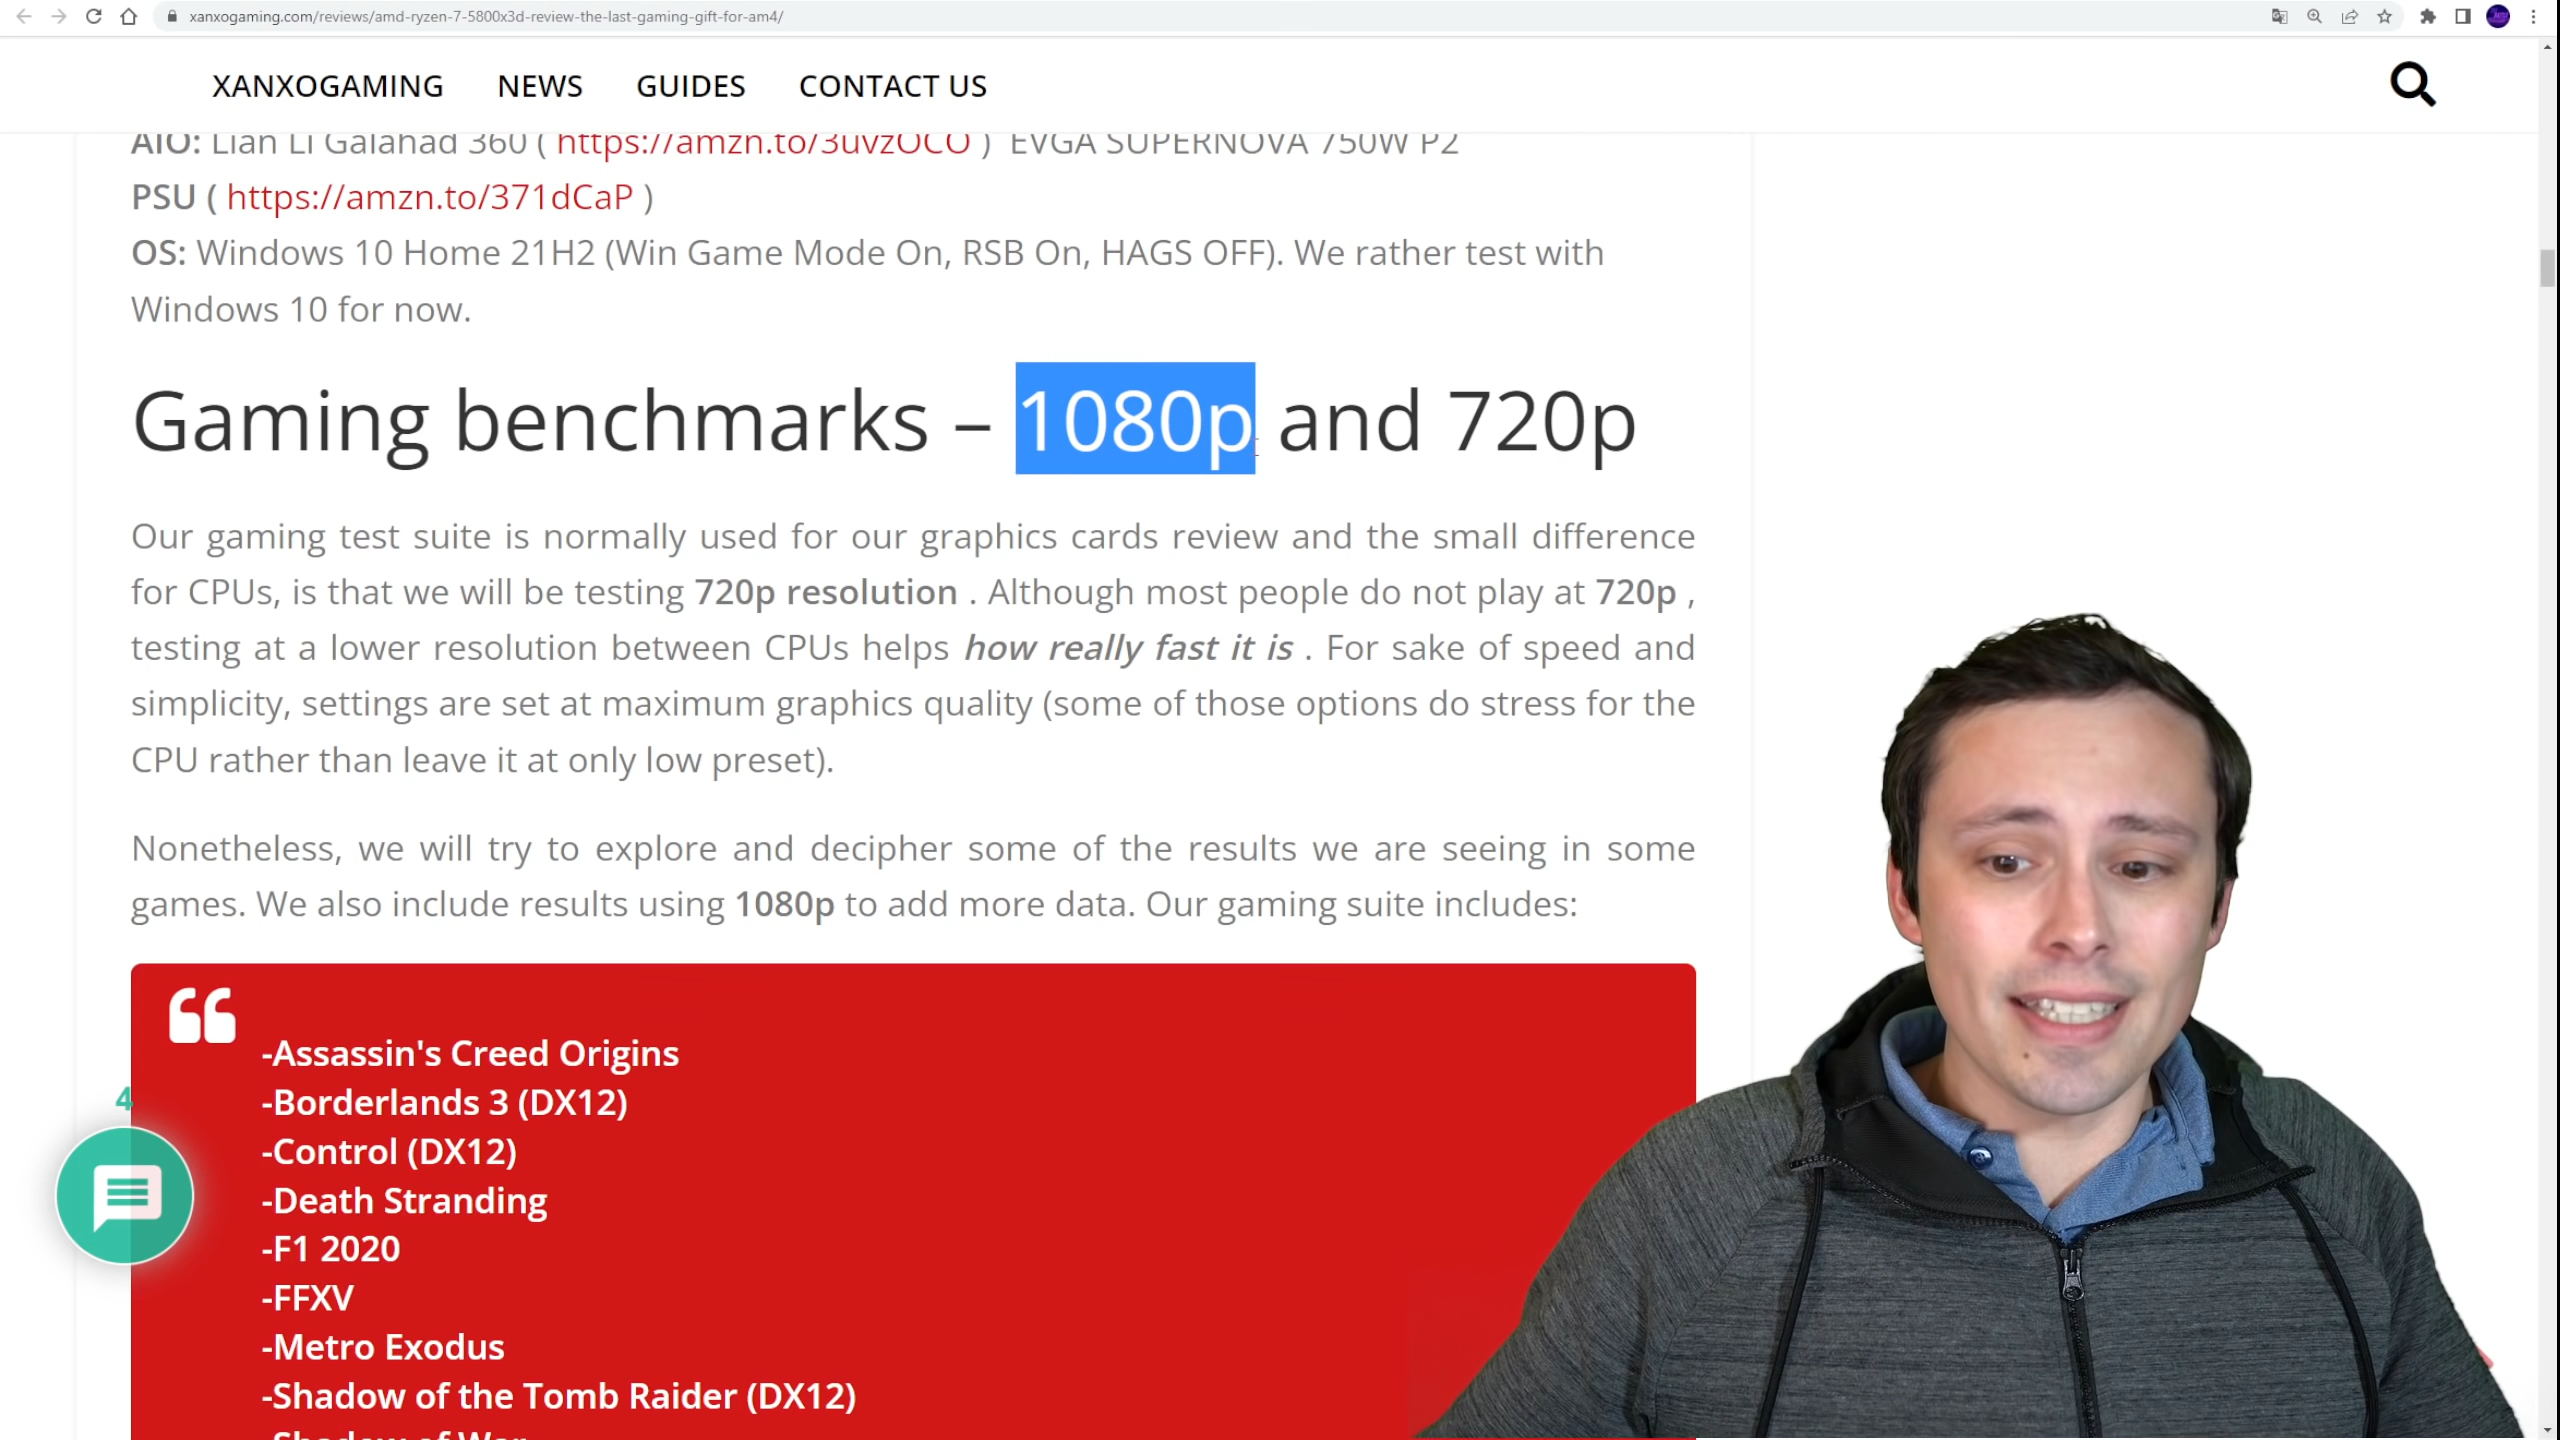 xanxogaming.com/reviews/amd-ryzen-7-5800x3d-review-the-last-gaming-gift-for-am4/
XANXOGAMING NEWS GUIDES CONTACT US
AIO: Lian Li Galahad 360 ( https://amzn.to/3uvzOCO ) EVGA SUPERNOVA 750W P2
PSU ( https://amzn.to/371dCaP )
OS: Windows 10 Home 21H2 (Win Game Mode On, RSB On, HAGS OFF). We rather test with
Windows 10 for now.
Gaming benchmarks – 1080p and 720p
Our gaming test suite is normally used for our graphics cards review and the small difference
for CPUs, is that we will be testing 720p resolution . Although most people do not play at 720p ,
testing at a lower resolution between CPUs helps how really fast it is . For sake of speed and
simplicity, settings are set at maximum graphics quality (some of those options do stress for the
CPU rather than leave it at only low preset).
Nonetheless, we will try to explore and decipher some of the results we are seeing in some
games. We also include results using 1080p to add more data. Our gaming suite includes:
-Assassin's Creed Origins
4
-Borderlands 3 (DX12)
-Control (DX12)
-Death Stranding
-F1 2020
-FFXV
-Metro Exodus
-Shadow of the Tomb Raider (DX12)
-Shadow of War